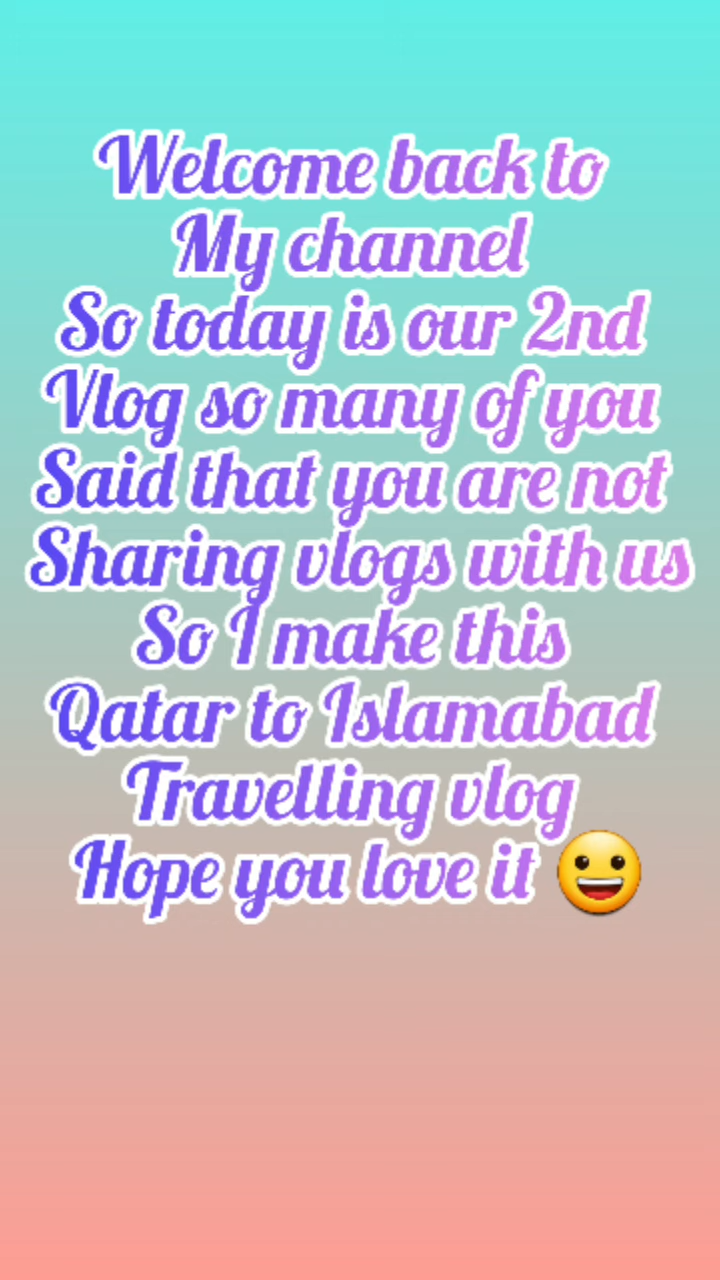 Welcome back to
My channel
So today is our 2nd
Vlog so many of you
Said that you are not
Sharing vlogs with us
So I make this
Qatar to Islamabad
Travelling vlog
Hope you love it 😀